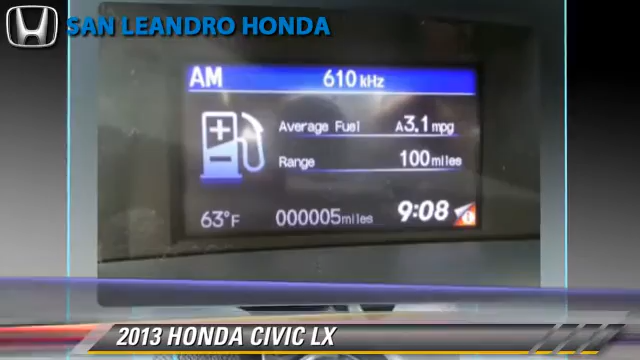 SAN LEANDRO HONDA
AM 610 kHz
Average Fuel A3.1 mpg
Range 100 miles
63°F 000005 miles 9:08
2013 HONDA CIVIC LX